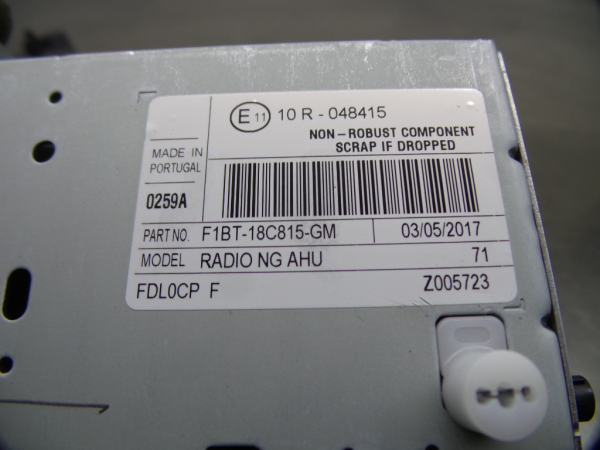 E 11 10 R - 048415
NON-ROBUST COMPONENT
SCRAP IF DROPPED
MADE IN
PORTUGAL
0259A
PART NO. F1BT-18C815-GM 03/05/2017
MODEL RADIO NG AHU 71
FDL0CP F Z005723